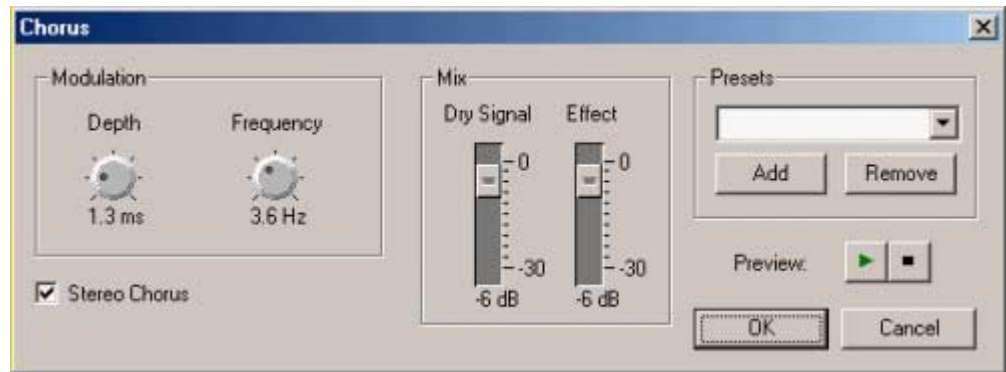 Chorus
Modulation
Depth
Frequency
1.3 ms
3.6 Hz
Stereo Chorus
Mix
Dry Signal
Effect
0
0
-30
-30
-6 dB
-6 dB
Presets
Add
Remove
Preview:
OK
Cancel